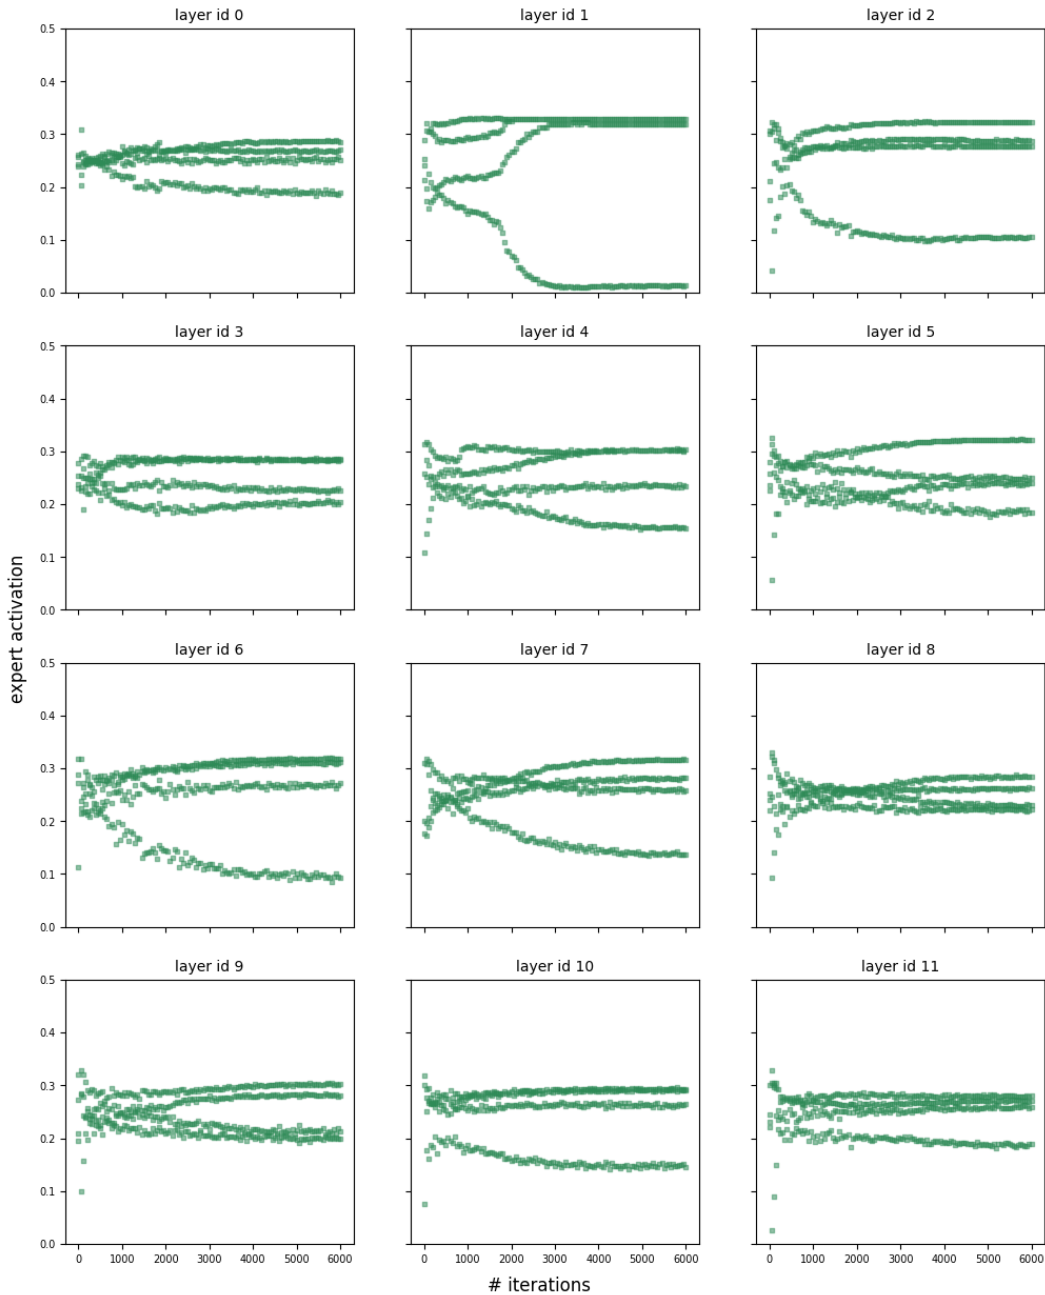 layer id 0
layer id 1
layer id 2
0.5
0.4
0.3
0.2
0.1
0.0
layer id 3
layer id 4
layer id 5
0.5
0.4
0.3
0.2
0.1
0.0
expert activation
layer id 6
layer id 7
layer id 8
0.5
0.4
0.3
0.2
0.1
0.0
layer id 9
layer id 10
layer id 11
0.5
0.4
0.3
0.2
0.1
0.0
0 1000 2000 3000 4000 5000 6000
0 1000 2000 3000 4000 5000 6000
0 1000 2000 3000 4000 5000 6000
# iterations